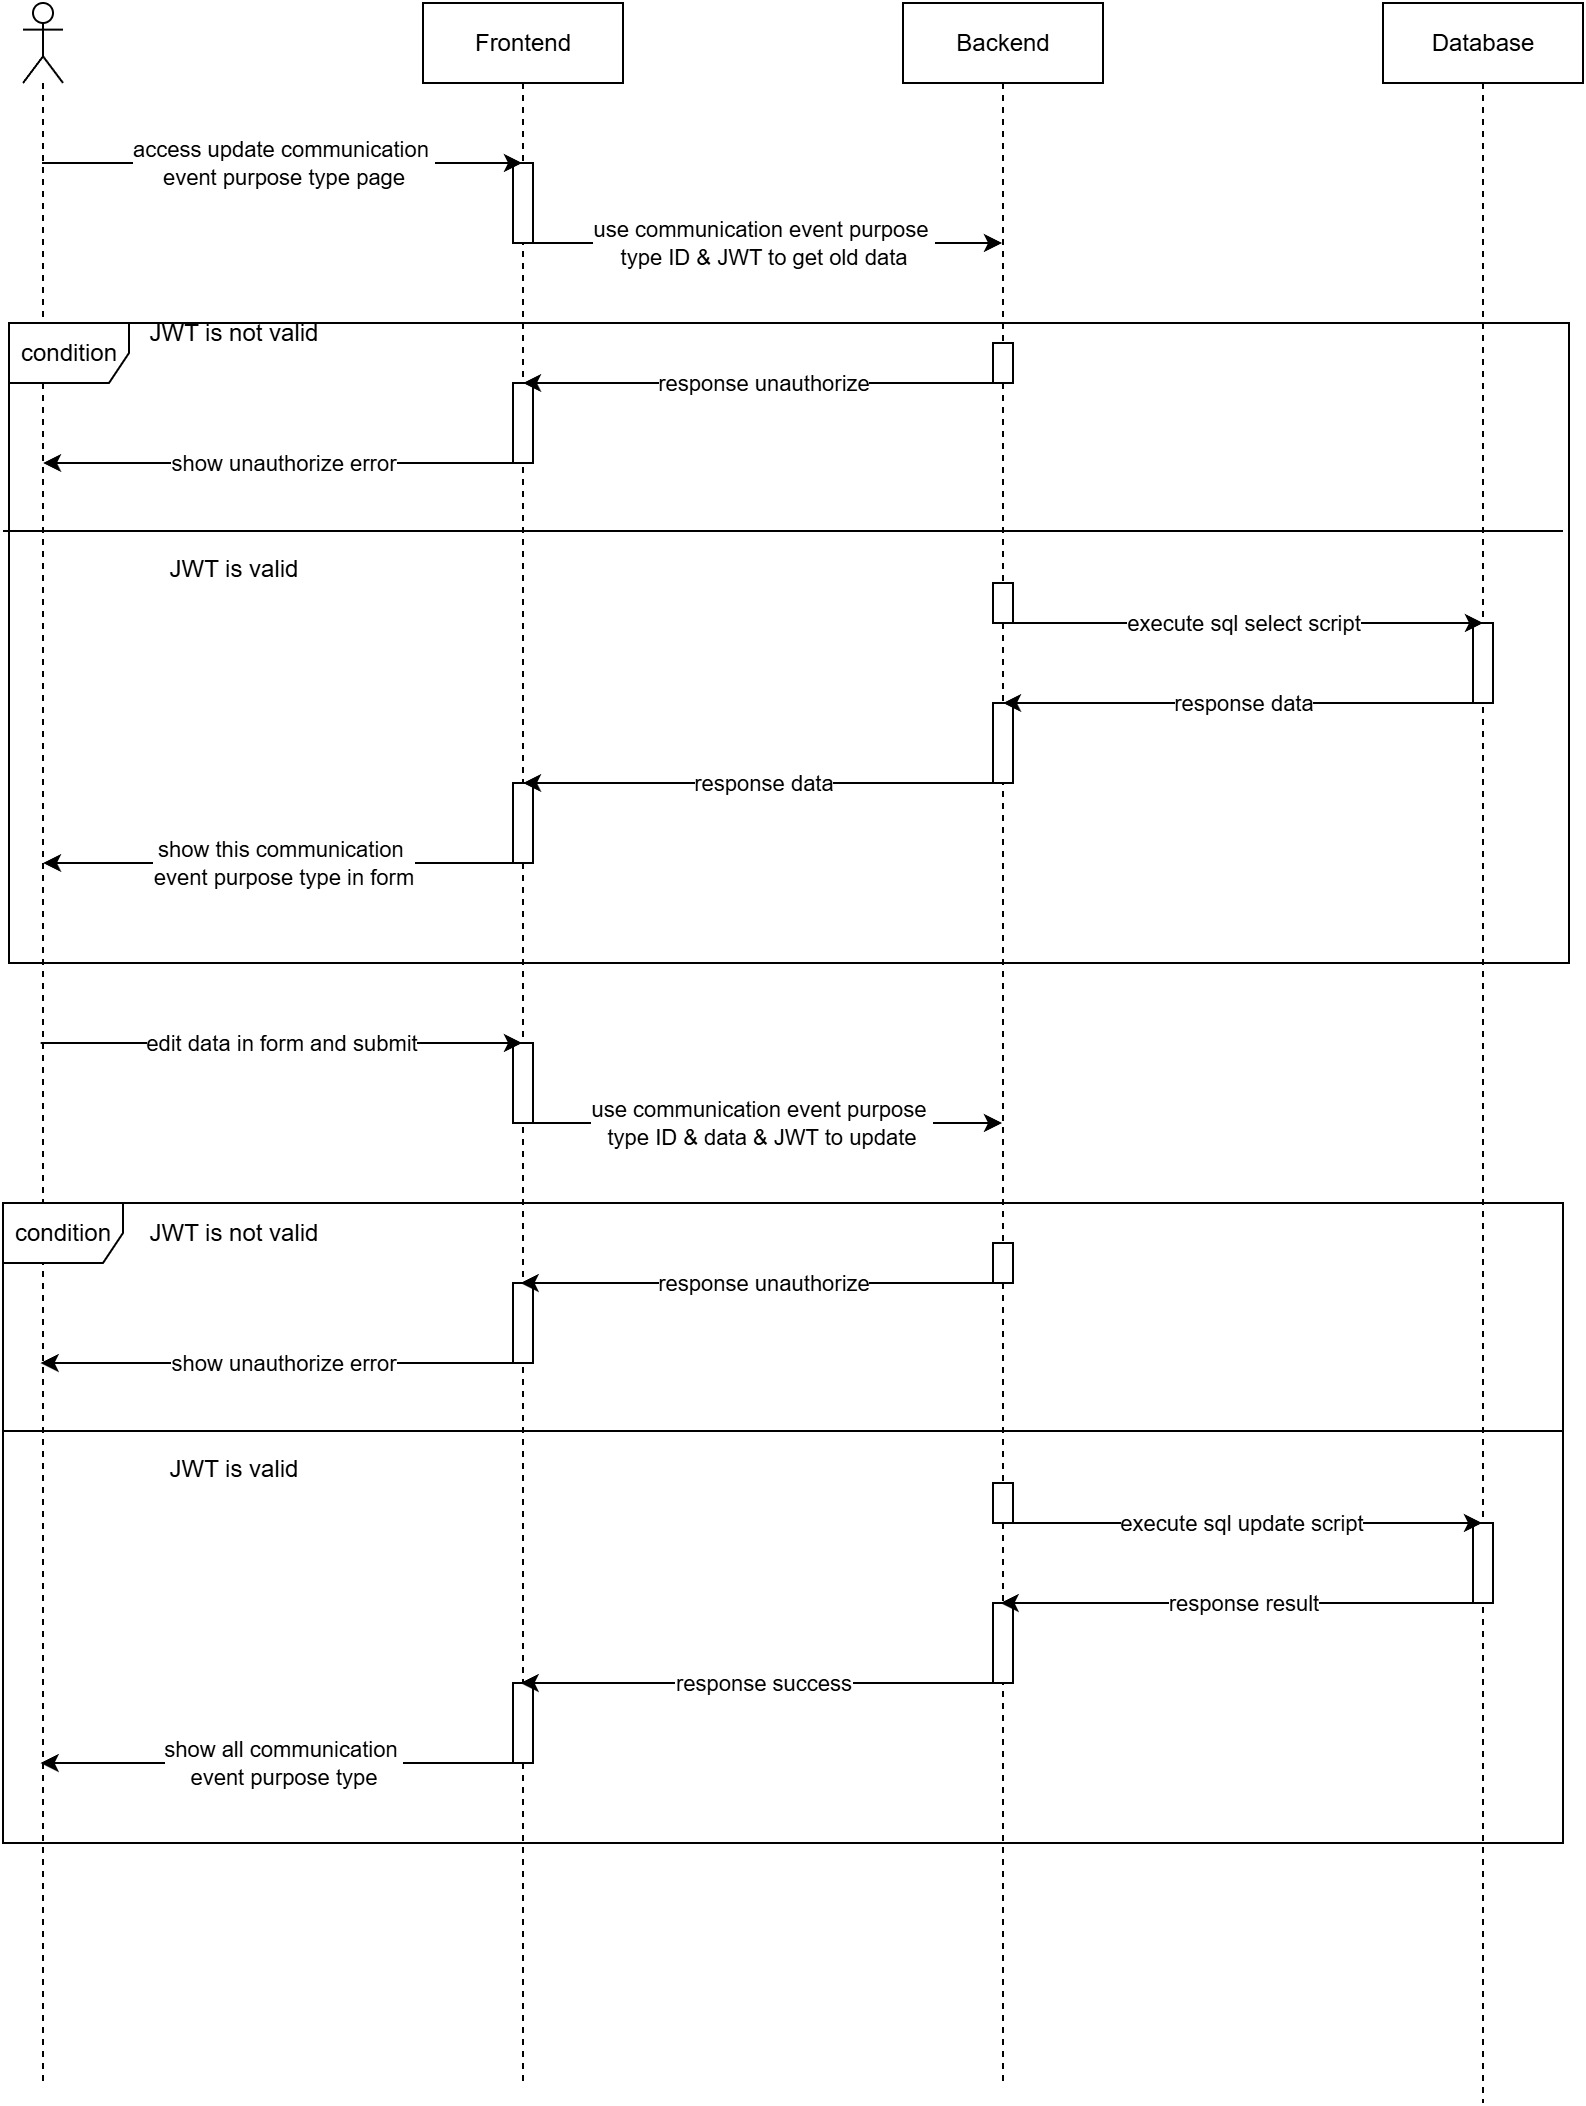 Frontend
Backend
Database
access update communication
event purpose type page
use communication event purpose
type ID & JWT to get old data
JWT is not valid
condition
response unauthorize
show unauthorize error
JWT is valid
execute sql select script
response data
response data
show this communication
event purpose type in form
edit data in form and submit
use communication event purpose
type ID & data & JWT to update
condition
JWT is not valid
response unauthorize
show unauthorize error
JWT is valid
execute sql update script
response result
response success
show all communication
event purpose type